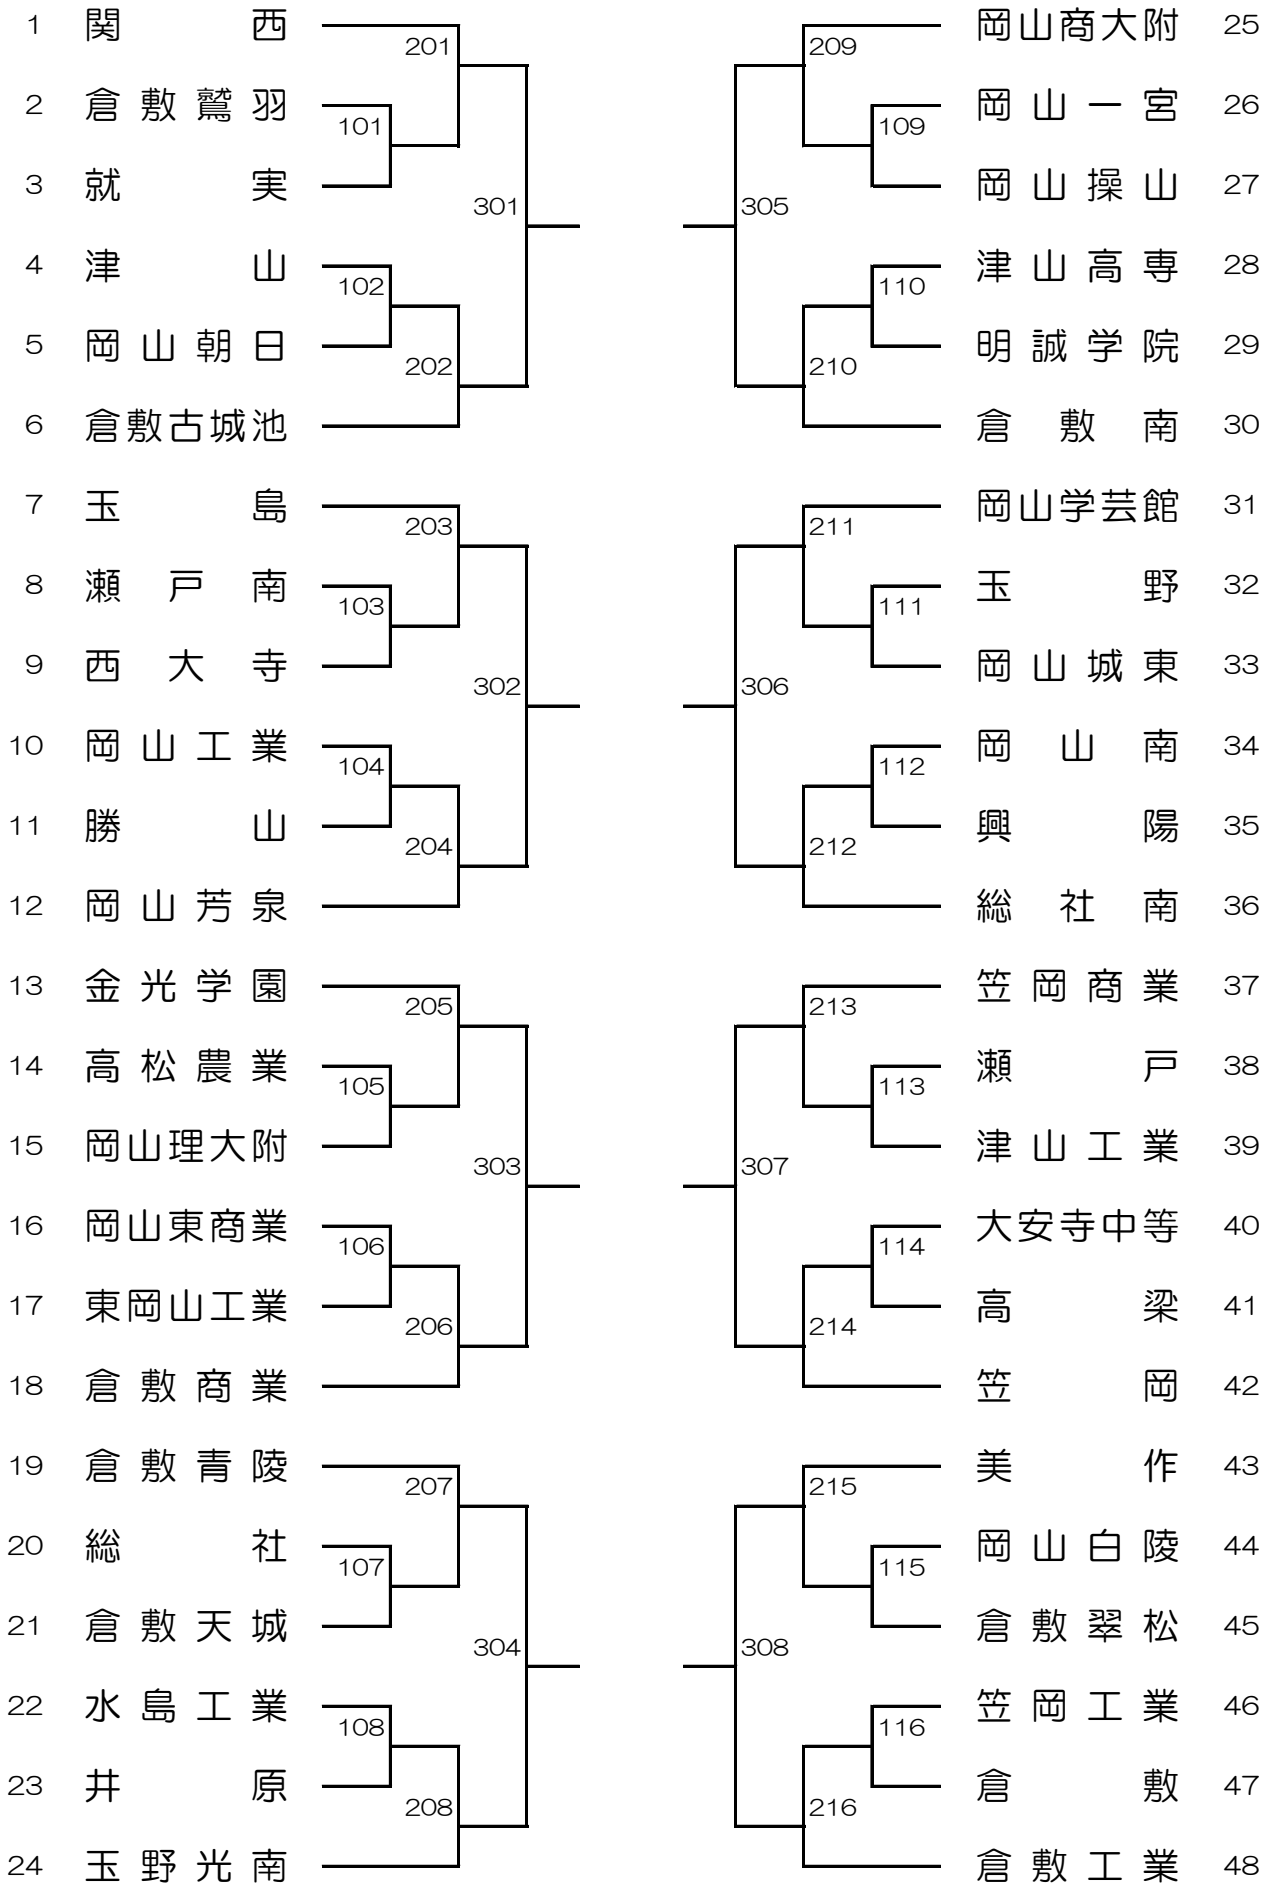 1 関西 岡山商大附 25
201 209
2 倉敷鷲羽 岡山一宮 26
101 109
3 就実 岡山操山 27
301 305
4 津山 津山高専 28
102 110
5 岡山朝日 明誠学院 29
202 210
6 倉敷古城池 倉敷南 30
7 玉島 岡山学芸館 31
203 211
8 瀬戸南 玉野 32
103 111
9 西大寺 岡山城東 33
302 306
10 岡山工業 岡山南 34
104 112
11 勝山 興陽 35
204 212
12 岡山芳泉 総社南 36
13 金光学園 笠岡商業 37
205 213
14 高松農業 瀬戸 38
105 113
15 岡山理大附 津山工業 39
303 307
16 岡山東商業 大安寺中等 40
106 114
17 東岡山工業 高梁 41
206 214
18 倉敷商業 笠岡 42
19 倉敷青陵 美作 43
207 215
20 総社 岡山白陵 44
107 115
21 倉敷天城 倉敷翠松 45
304 308
22 水島工業 笠岡工業 46
108 116
23 井原 倉敷 47
208 216
24 玉野光南 倉敷工業 48